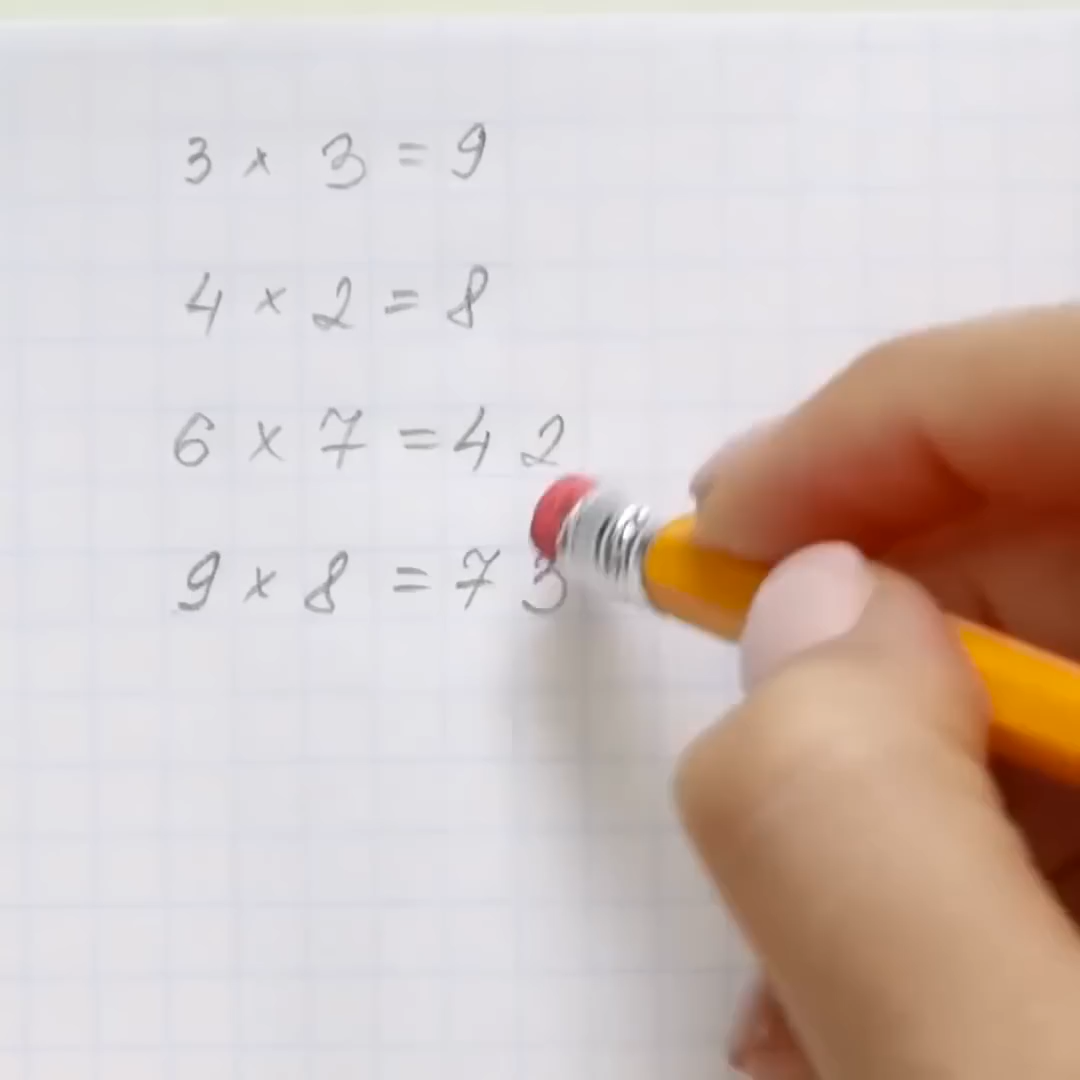 3 × 3 = 9
4 × 2 = 8
6 × 7 = 42
9 × 8 = 73